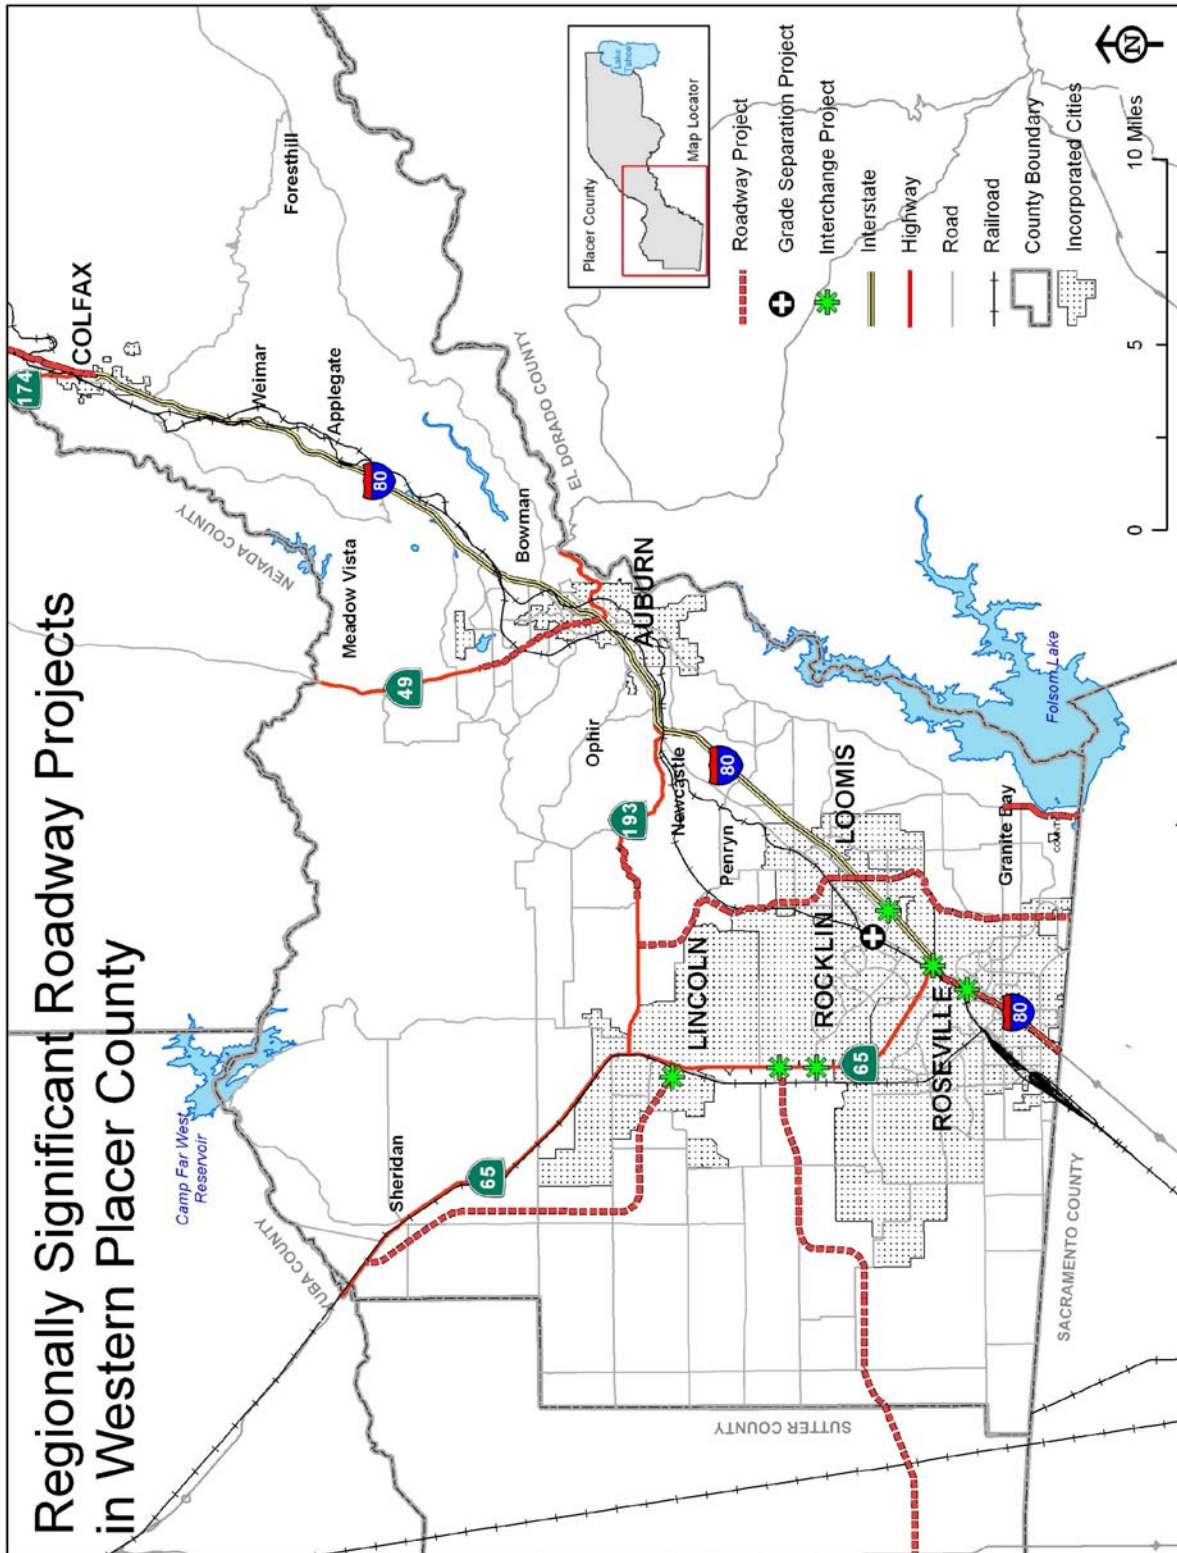 Regionally Significant Roadway Projects
in Western Placer County
Camp Far West
Reservoir
YUBA COUNTY
NEVADA COUNTY
174
COLFAX
Weimar
Applegate
Foresthill
80
Meadow Vista
Bowman
EL DORADO COUNTY
49
AUBURN
Ophir
Sheridan
65
193
Newcastle
Penryn
80
LINCOLN
LOOMIS
ROCKLIN
65
ROSEVILLE
80
Granite Bay
Folsom Lake
SUTTER COUNTY
SACRAMENTO COUNTY
Placer County
Lake
Tahoe
Map Locator
Roadway Project
Grade Separation Project
Interchange Project
Interstate
Highway
Road
Railroad
County Boundary
Incorporated Cities
0
5
10 Miles
N